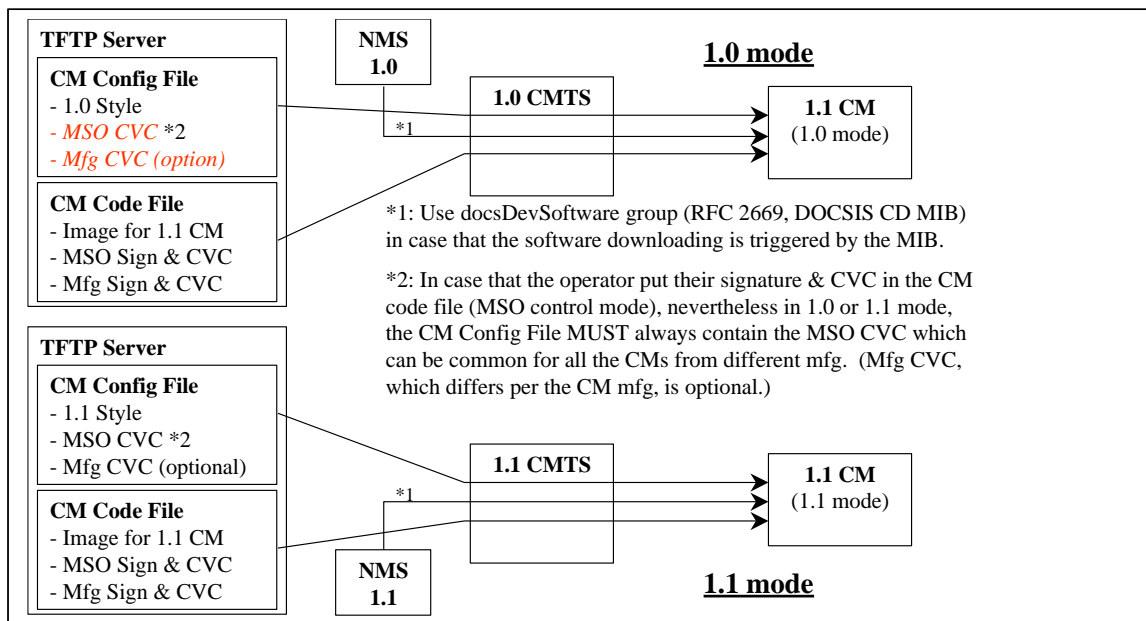 TFTP Server
CM Config File
- 1.0 Style
- MSO CVC *2
- Mfg CVC (option)
CM Code File
- Image for 1.1 CM
- MSO Sign & CVC
- Mfg Sign & CVC
NMS
1.0
*1
1.0 CMTS
1.0 mode
1.1 CM
(1.0 mode)
*1: Use docsDevSoftware group (RFC 2669, DOCSIS CD MIB)
in case that the software downloading is triggered by the MIB.
*2: In case that the operator put their signature & CVC in the CM
code file (MSO control mode), nevertheless in 1.0 or 1.1 mode,
the CM Config File MUST always contain the MSO CVC which
can be common for all the CMs from different mfg. (Mfg CVC,
which differs per the CM mfg, is optional.)
TFTP Server
CM Config File
- 1.1 Style
- MSO CVC *2
- Mfg CVC (optional)
CM Code File
- Image for 1.1 CM
- MSO Sign & CVC
- Mfg Sign & CVC
*1
NMS
1.1
1.1 CMTS
1.1 CM
(1.1 mode)
1.1 mode